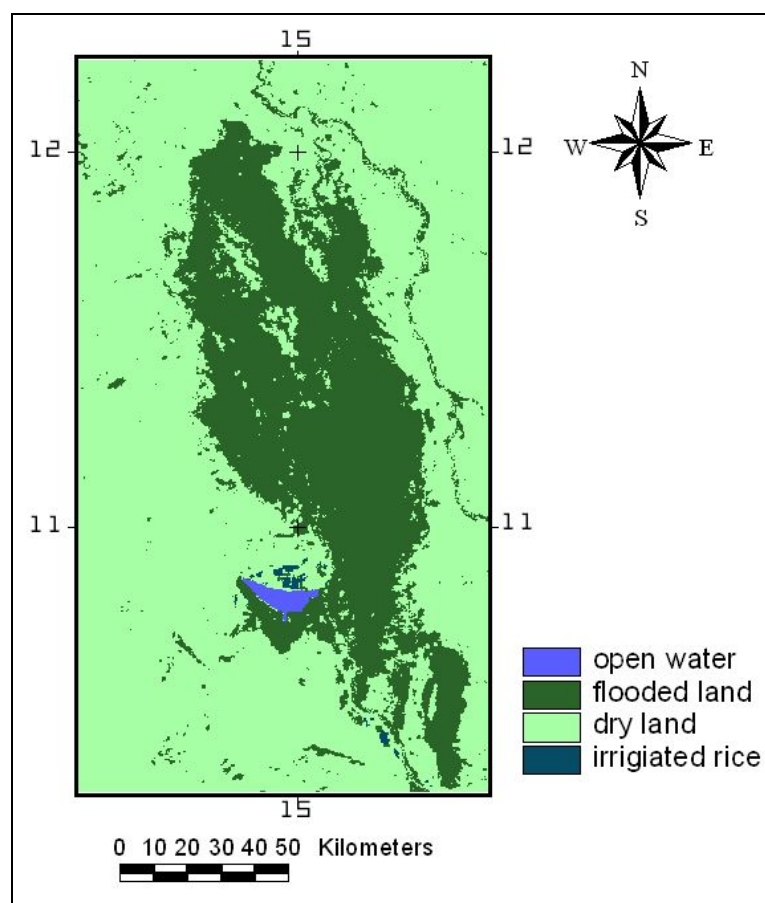 15
N
12
12
W
E
S
11
11
open water
flooded land
dry land
irrigiated rice
15
0 10 20 30 40 50 Kilometers